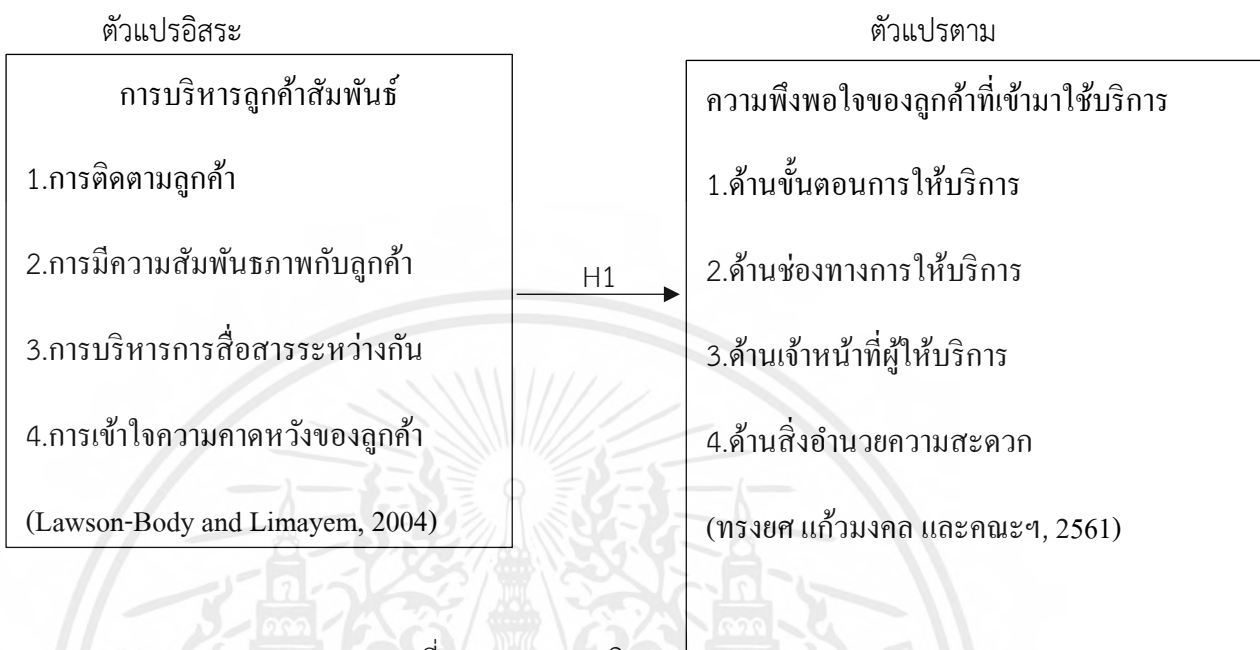 ตัวแปรอิสระ
ตัวแปรตาม
การบริหารลูกค้าสัมพันธ์
1.การติดตามลูกค้า
2.การมีความสัมพันธภาพกับลูกค้า
3.การบริหารการสื่อสารระหว่างกัน
4.การเข้าใจความคาดหวังของลูกค้า
(Lawson-Body and Limayem, 2004)
H1
ความพึงพอใจของลูกค้าที่เข้ามาใช้บริการ
1.ด้านขั้นตอนการให้บริการ
2.ด้านช่องทางการให้บริการ
3.ด้านเจ้าหน้าที่ผู้ให้บริการ
4.ด้านสิ่งอำนวยความสะดวก
(ทรงยศ แก้วมงคล และคณะฯ, 2561)